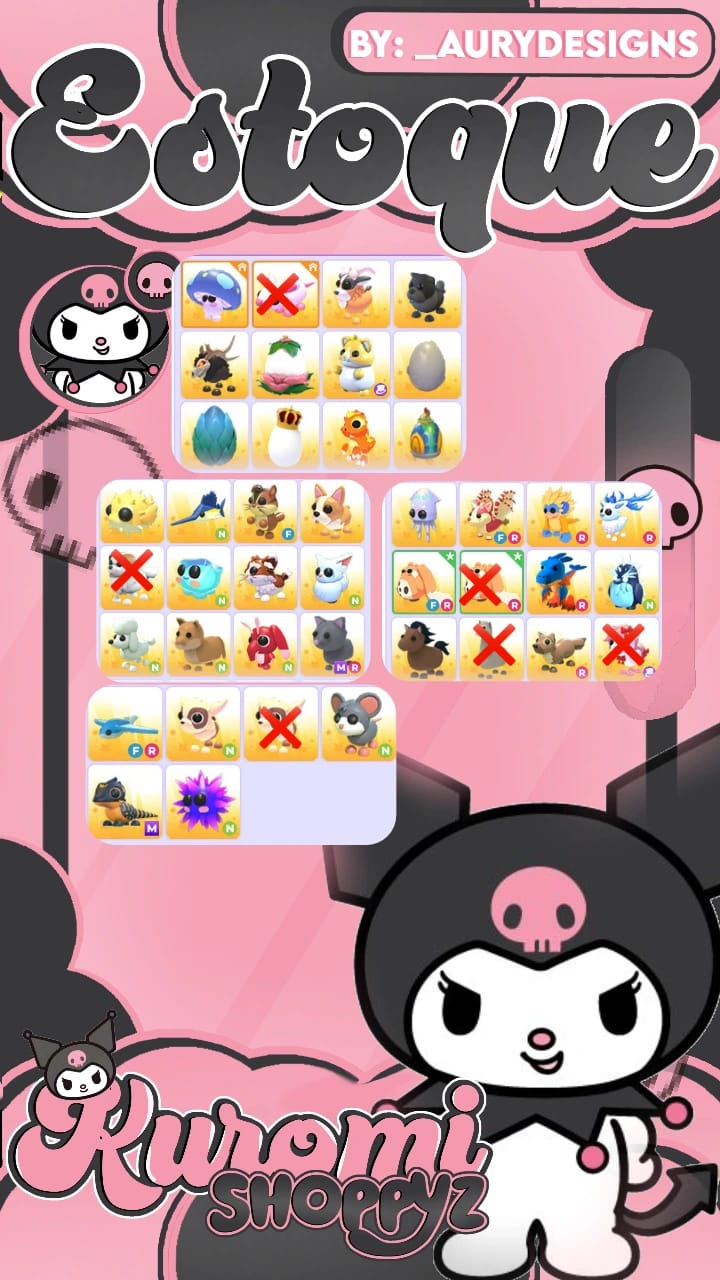 BY: _AURYDESIGNS
Estoque
N F
N N
N N N M R
F R R R
F R R R N
R
F R N N
M N
Kuromi
SHOPPYZ